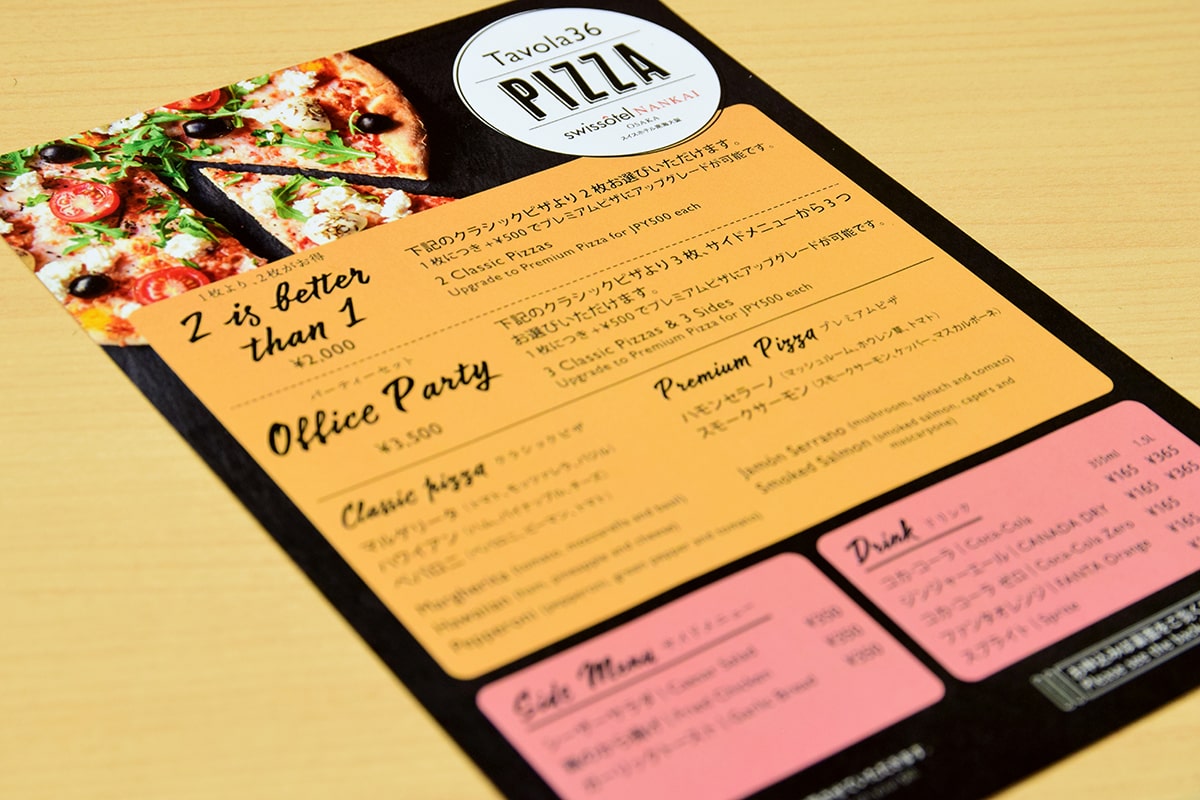 Tavola36
PIZZA
swissôtel NANKAI
OSAKA
スイスホテル南海大阪
1枚より、2枚がお得
2 is better
than 1
¥2,000
下記のクラシックピザより2枚お選びいただけます。
1枚につき+¥500でプレミアムピザにアップグレードが可能です。
2 Classic Pizzas
Upgrade to Premium Pizza for JPY500 each
パーティーセット
Office Party
¥3,500
下記のクラシックピザより3枚、サイドメニューから3つ
お選びいただけます。
1枚につき+¥500でプレミアムピザにアップグレードが可能です。
3 Classic Pizzas & 3 Sides
Upgrade to Premium Pizza for JPY500 each
Classic pizza クラシックピザ
マルゲリータ (トマト、モッツァレラ、バジル)
ハワイアン (ハム、パイナップル、チーズ)
ペパロニ (ペパロニ、ピーマン、トマト)
Margherita (tomato, mozzarella and basil)
Hawaiian (ham, pineapple and cheese)
Pepperoni (pepperoni, green pepper and tomato)
Premium Pizza プレミアムピザ
ハモンセラーノ (マッシュルーム、ホウレン草、トマト)
スモークサーモン (スモークサーモン、ケッパー、マスカルポーネ)
Jamón Serrano (mushroom, spinach and tomato)
Smoked Salmon (smoked salmon, capers and
mascarpone)
Side Menu サイドメニュー
シーザーサラダ | Caesar Salad
鶏の から揚げ | Fried Chicken
ガーリックトースト | Garlic Bread
Drink ドリンク
350ml 1.5L
コカ・コーラ | Coca-Cola ¥165 ¥365
ジンジャーエール | CANADA DRY ¥165 ¥365
コカ・コーラ ゼロ | Coca-Cola Zero ¥165
ファンタオレンジ | FANTA Orange
スプライト | Sprite
Please see the back